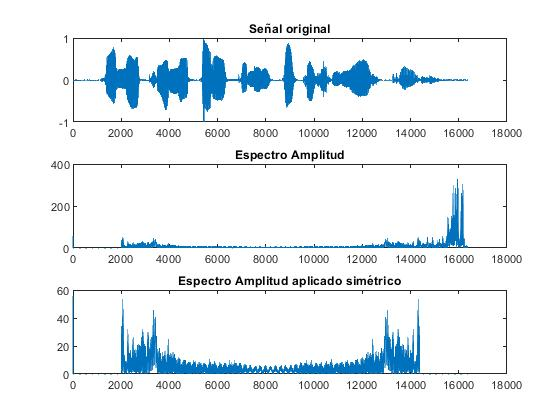 Señal original
1
0
-1
0 2000 4000 6000 8000 10000 12000 14000 16000 18000
Espectro Amplitud
400
200
0
0 2000 4000 6000 8000 10000 12000 14000 16000 18000
Espectro Amplitud aplicado simétrico
60
40
20
0
0 2000 4000 6000 8000 10000 12000 14000 16000 18000